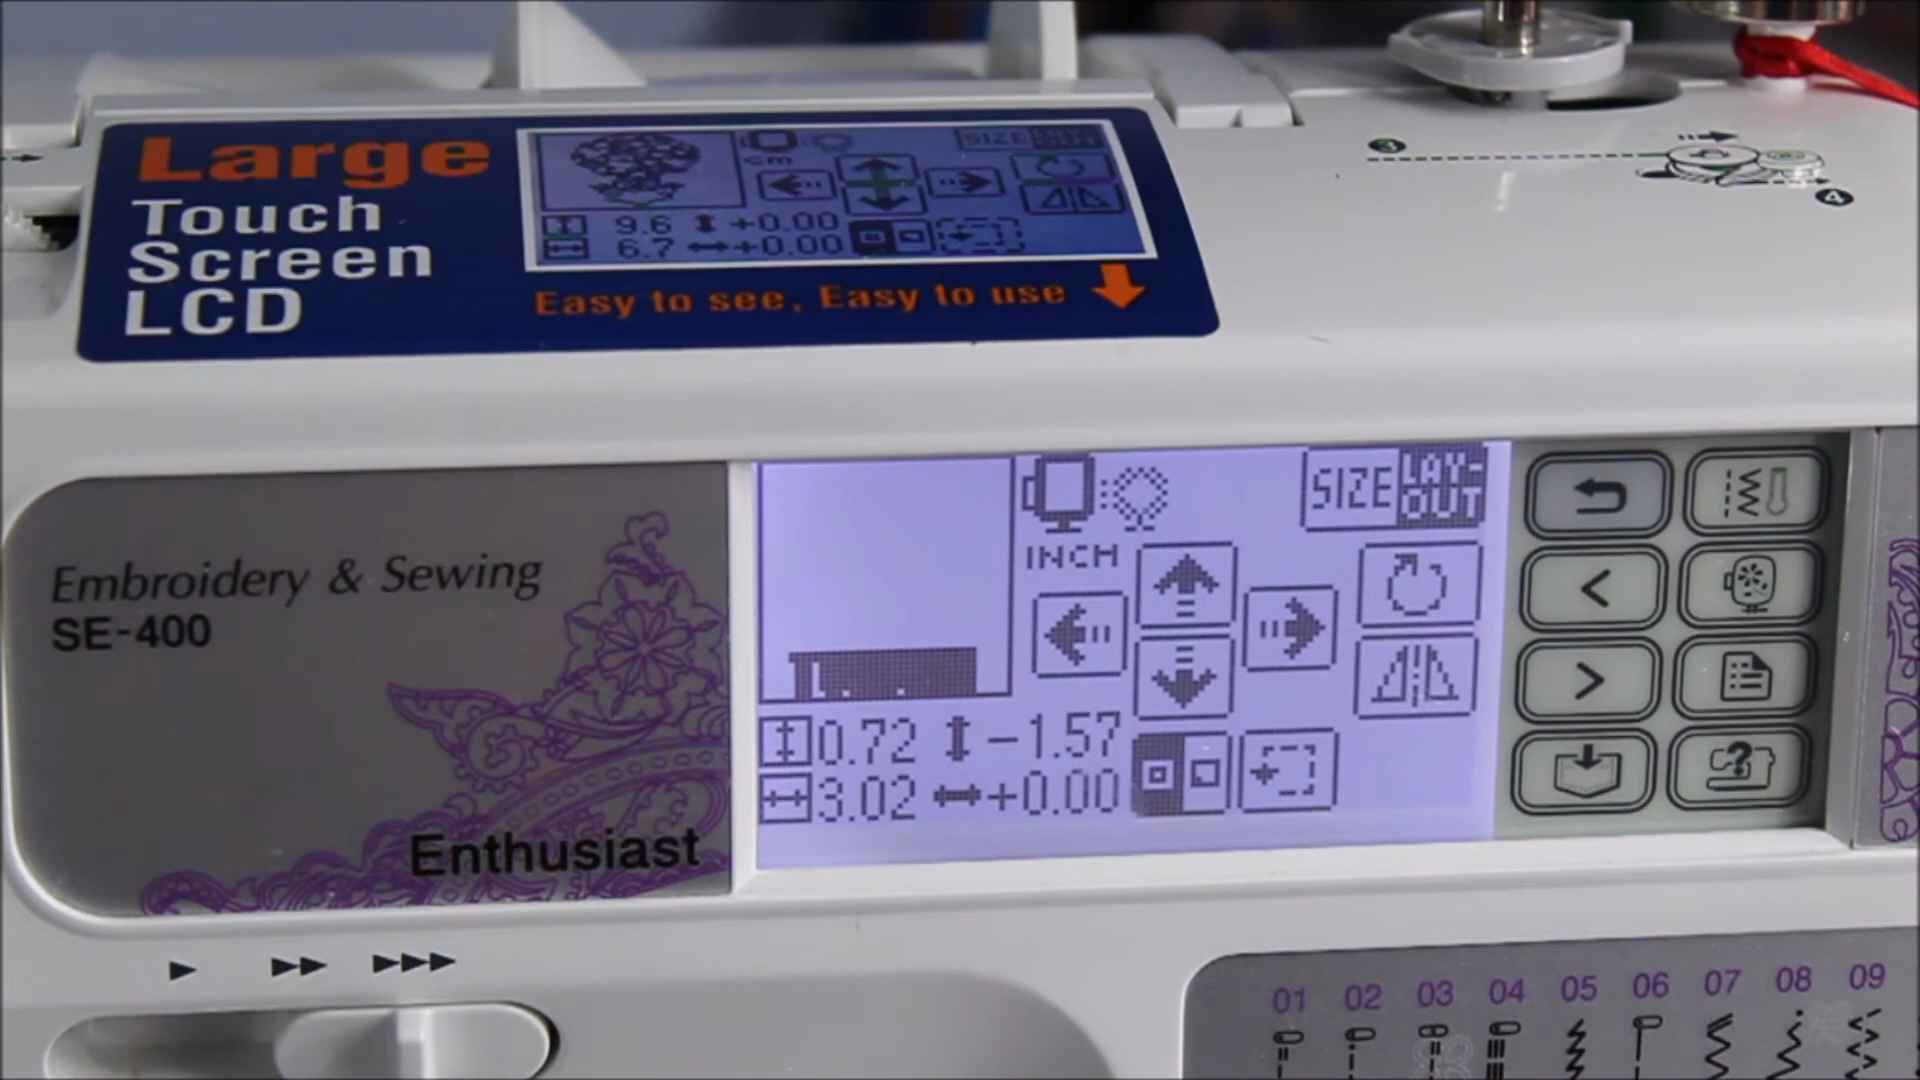 Large
Touch
Screen
LCD
SIZE LAY-OUT
cm
9.6 +0.00
6.7 +0.00
Easy to see, Easy to use
3
4
Embroidery & Sewing
SE-400
Enthusiast
SIZE LAY-OUT
INCH
0.72 -1.57
3.02 +0.00
01 02 03 04 05 06 07 08 09